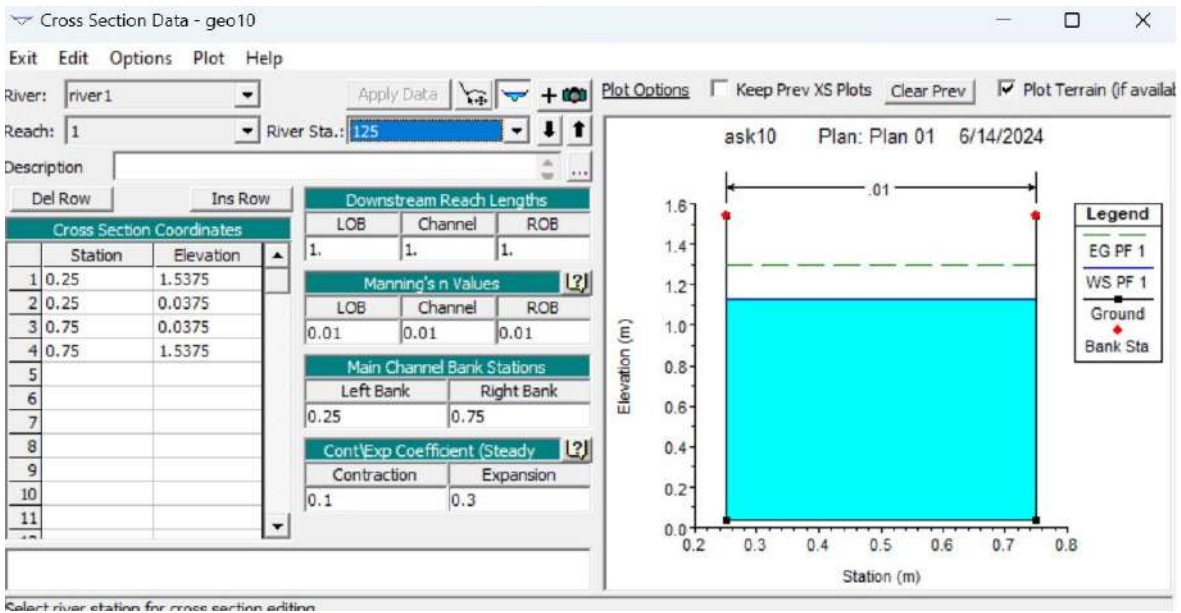 Cross Section Data - geo10
Exit Edit Options Plot Help
River: river1
Apply Data
Plot Options Keep Prev XS Plots Clear Prev Plot Terrain (if availab
Reach: 1
River Sta.: 125
Description
...
Del Row Ins Row
Cross Section Coordinates
Station Elevation
1 0.25 1.5375
2 0.25 0.0375
3 0.75 0.0375
4 0.75 1.5375
5
6
7
8
9
10
11
Downstream Reach Lengths
LOB Channel ROB
1. 1. 1.
Manning's n Values
LOB Channel ROB
0.01 0.01 0.01
Main Channel Bank Stations
Left Bank Right Bank
0.25 0.75
Cont\Exp Coefficient (Steady
Contraction Expansion
0.1 0.3
Select river station for cross section editing
ask10 Plan: Plan 01 6/14/2024
.01
1.6
1.4
1.2
1.0
0.8
0.6
0.4
0.2
0.0
Elevation (m)
0.2 0.3 0.4 0.5 0.6 0.7 0.8
Station (m)
Legend
EG PF 1
WS PF 1
Ground
Bank Sta